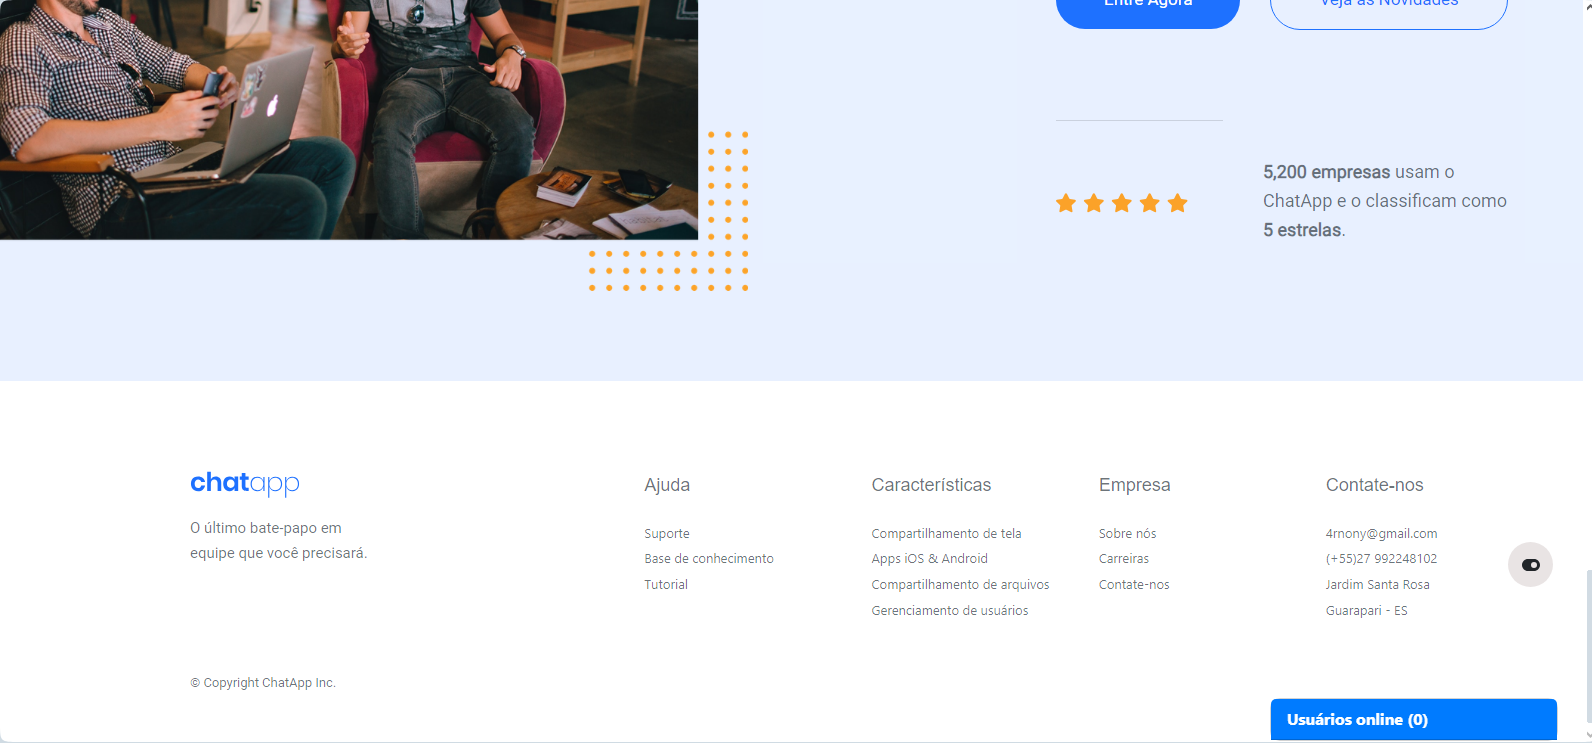 Entre Agora
Veja as Novidades
5,200 empresas usam o
ChatApp e o classificam como
5 estrelas.
chatapp
O último bate-papo em
equipe que você precisará.
Ajuda
Suporte
Base de conhecimento
Tutorial
Características
Compartilhamento de tela
Apps iOS & Android
Compartilhamento de arquivos
Gerenciamento de usuários
Empresa
Sobre nós
Carreiras
Contate-nos
Contate-nos
4rnony@gmail.com
(+55)27 992248102
Jardim Santa Rosa
Guarapari - ES
© Copyright ChatApp Inc.
Usuários online (0)